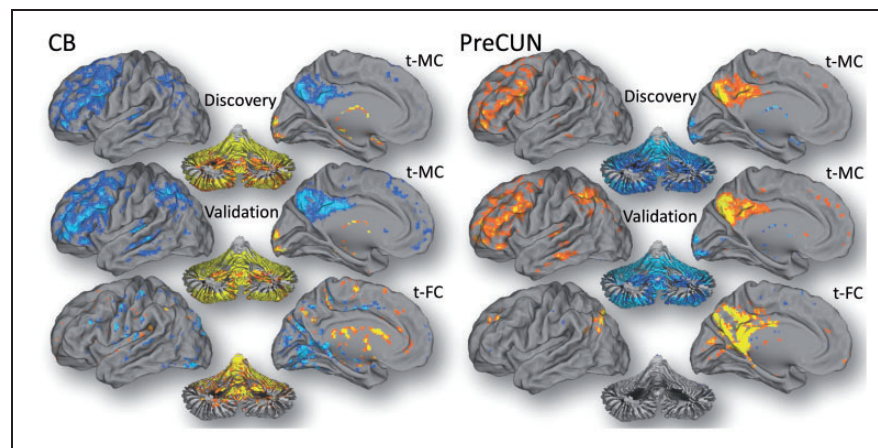 CB
t-MC
Discovery
t-MC
Validation
t-FC
PreCUN
t-MC
Discovery
t-MC
Validation
t-FC